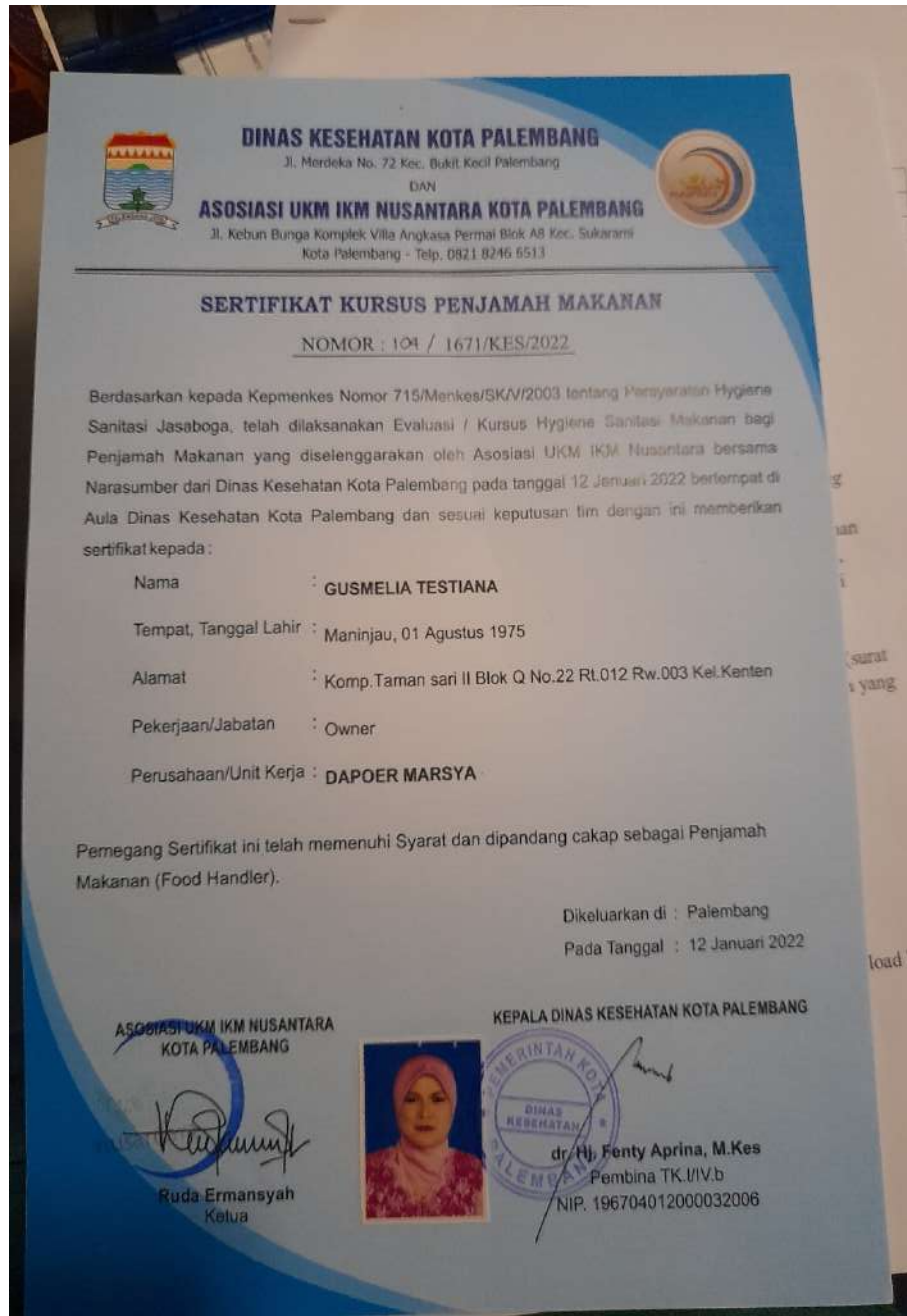 DINAS KESEHATAN KOTA PALEMBANG
Jl. Merdeka No. 72 Kec. Bukit Kecil Palembang
DAN
ASOSIASI UKM IKM NUSANTARA KOTA PALEMBANG
Jl. Kebun Bunga Komplek Villa Angkasa Permai Blok A8 Kec. Sukarami
Kota Palembang - Telp. 0821 8246 6513
SERTIFIKAT KURSUS PENJAMAH MAKANAN
NOMOR : 104 / 1671/KES/2022
Berdasarkan kepada Kepmenkes Nomor 715/Menkes/SK/V/2003 tentang Persyaratan Hygiene
Sanitasi Jasaboga, telah dilaksanakan Evaluasi / Kursus Hygiene Sanitasi Makanan bagi
Penjamah Makanan yang diselenggarakan oleh Asosiasi UKM IKM Nusantara bersama
Narasumber dari Dinas Kesehatan Kota Palembang pada tanggal 12 Januari 2022 bertempat di
Aula Dinas Kesehatan Kota Palembang dan sesuai keputusan tim dengan ini memberikan
sertifikat kepada :
Nama : GUSMELIA TESTIANA
Tempat, Tanggal Lahir : Maninjau, 01 Agustus 1975
Alamat : Komp.Taman sari II Blok Q No.22 Rt.012 Rw.003 Kel.Kenten
Pekerjaan/Jabatan : Owner
Perusahaan/Unit Kerja : DAPOER MARSYA
Pemegang Sertifikat ini telah memenuhi Syarat dan dipandang cakap sebagai Penjamah
Makanan (Food Handler).
Dikeluarkan di : Palembang
Pada Tanggal : 12 Januari 2022
ASOSIASI UKM IKM NUSANTARA
KOTA PALEMBANG
Ruda Ermansyah
Ketua
KEPALA DINAS KESEHATAN KOTA PALEMBANG
PEMERINTAH KOTA
DINAS
KESEHATAN
PALEMBANG
dr. Hj. Fenty Aprina, M.Kes
Pembina TK.I/IV.b
NIP. 196704012000032006
(surat
yang
load